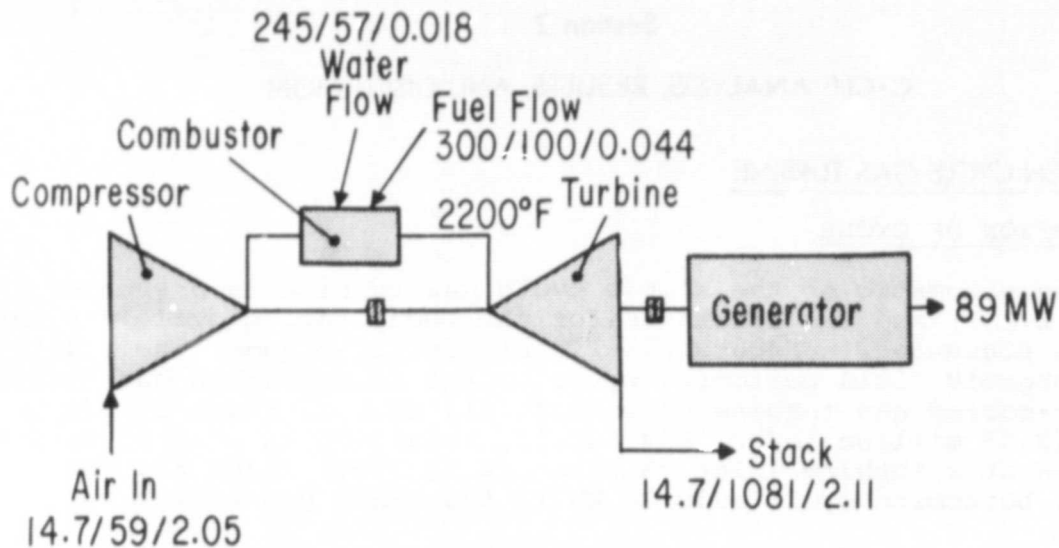 245/57/0.018
Water
Flow
Fuel Flow
300/100/0.044
Combustor
Compressor
2200°F
Turbine
Generator
89 MW
Air In
14.7/59/2.05
Stack
14.7/1081/2.11